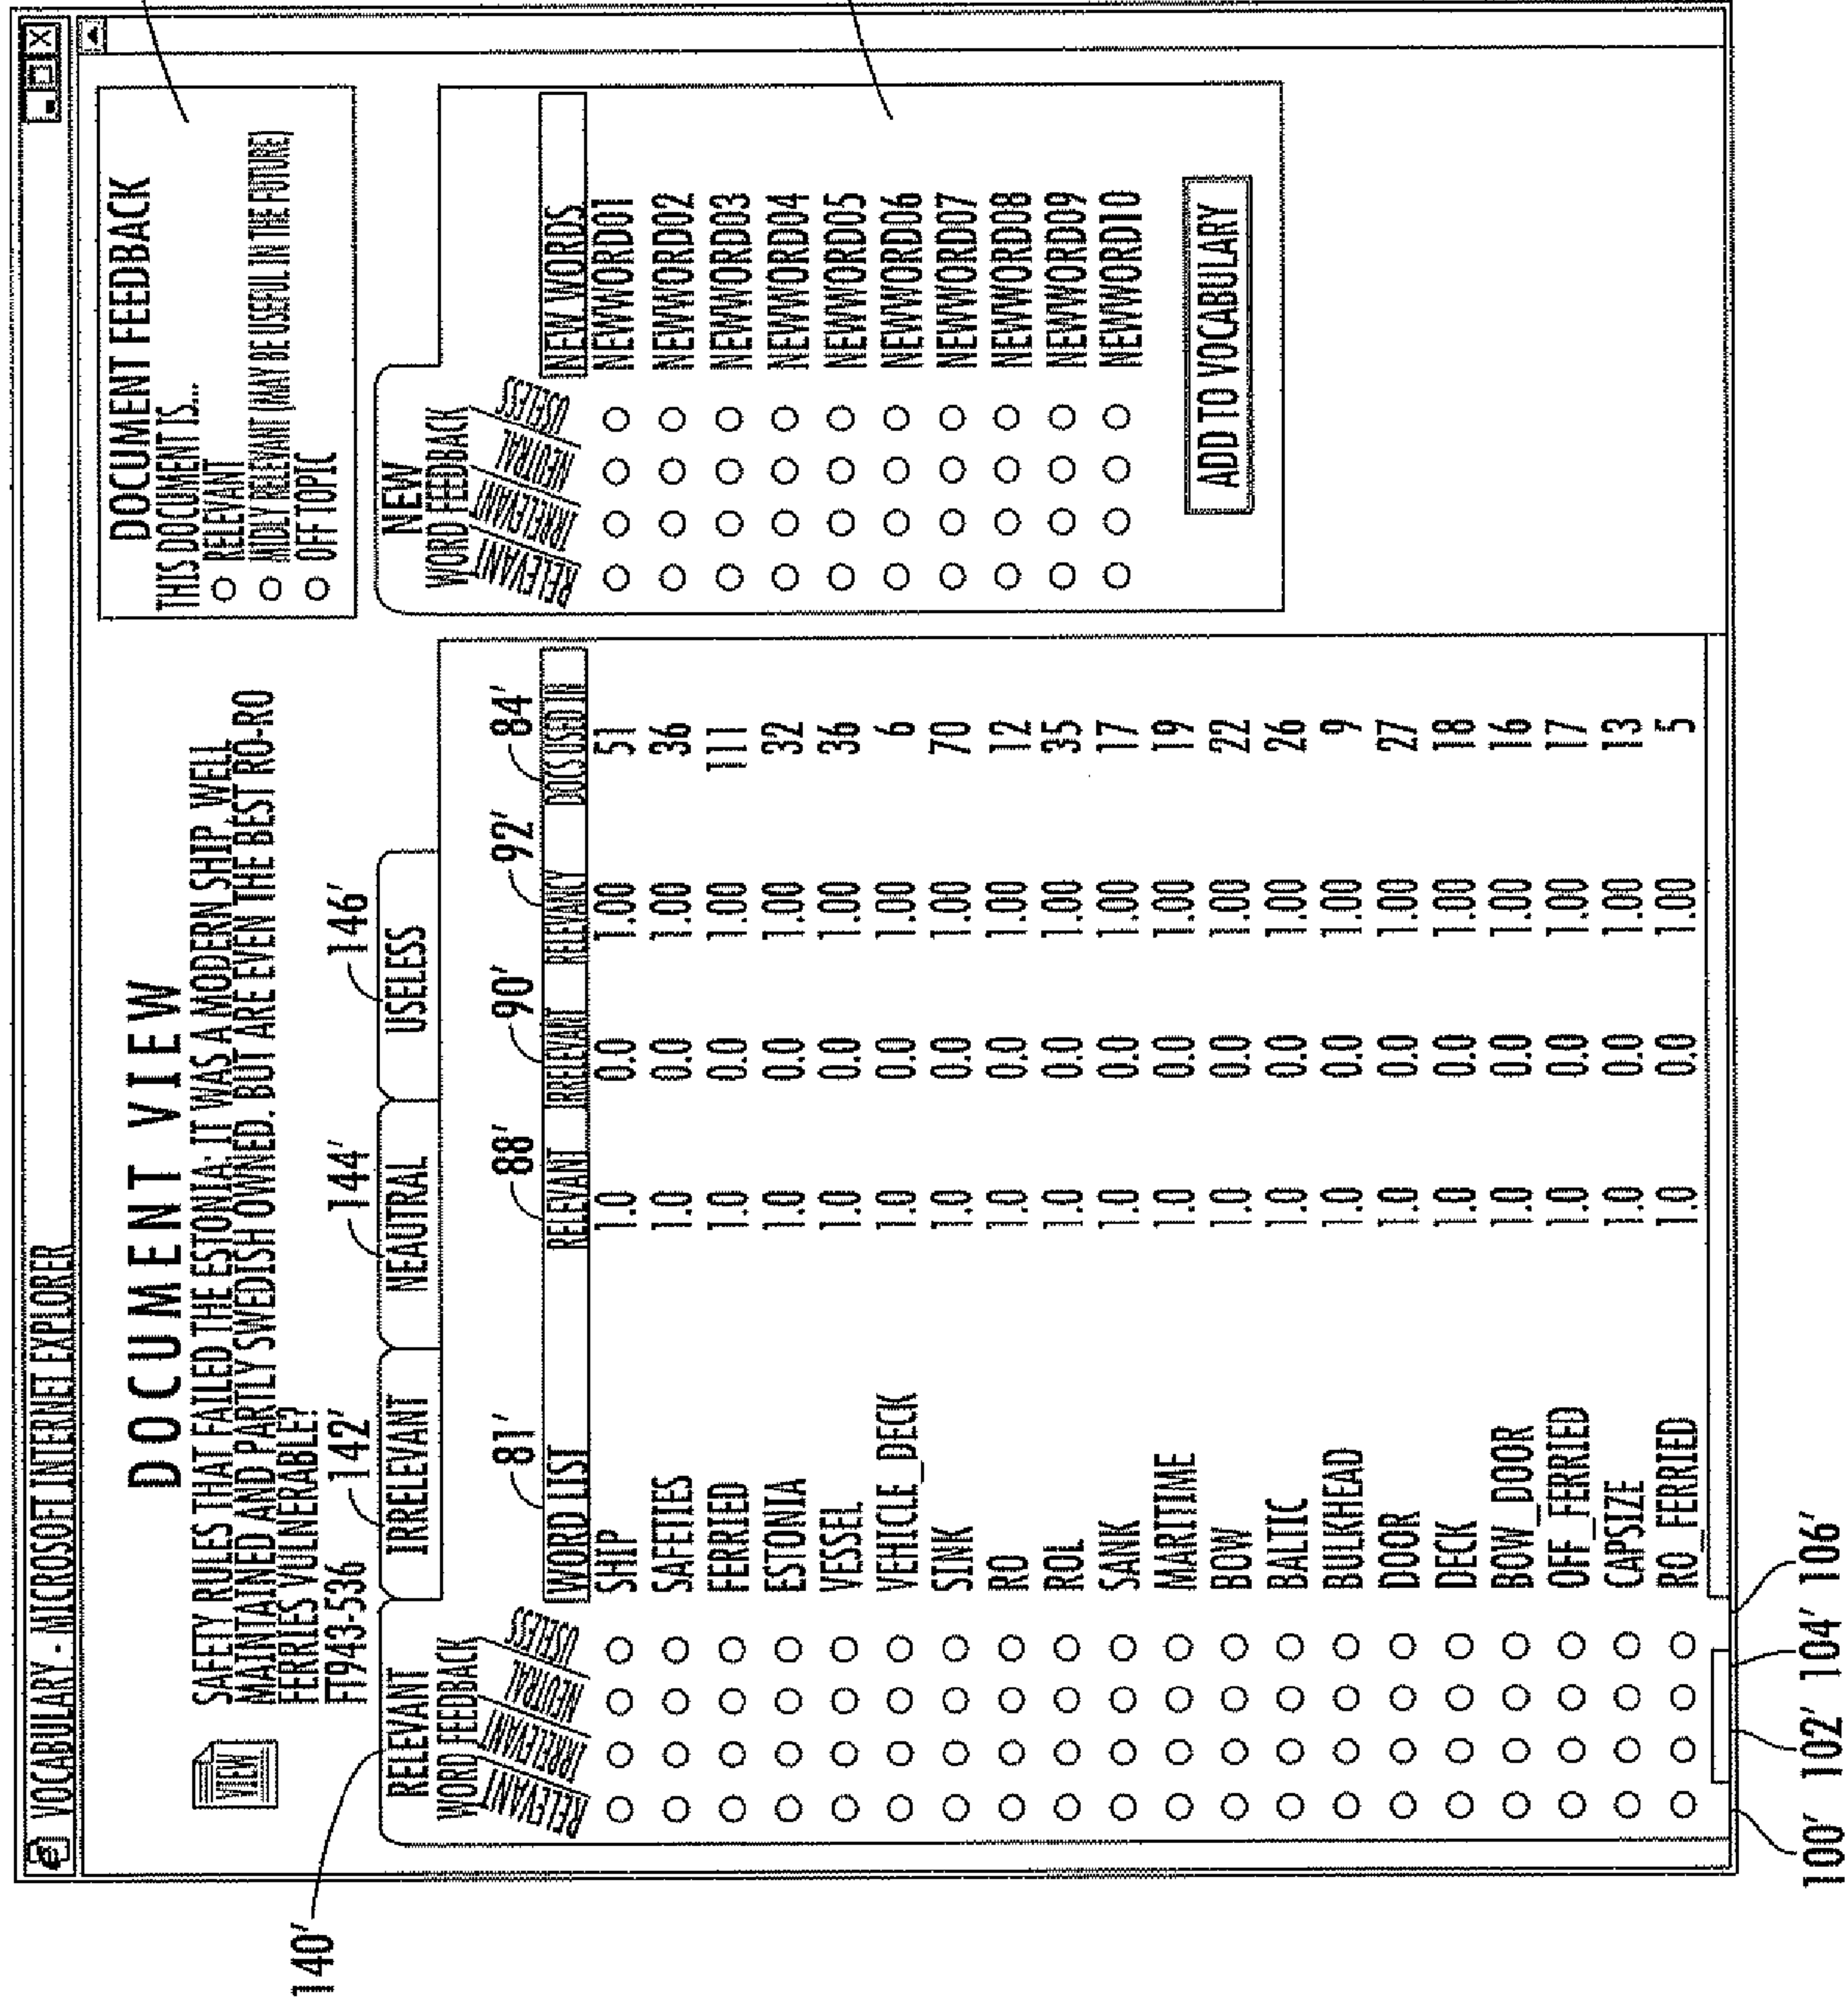 VOCABULARY - MICROSOFT INTERNET EXPLORER
DOCUMENT VIEW
VIEW
SAFETY RULES THAT FAILED THE ESTONIA: IT WAS A MODERN SHIP, WELL
MAINTAINED AND PARTLY SWEDISH OWNED. BUT ARE EVEN THE BEST RO-RO
FERRIES VULNERABLE?
FT943-536
DOCUMENT FEEDBACK
THIS DOCUMENT IS...
RELEVANT
MIDLY RELEVANT (MAY BE USEFUL IN THE FUTURE)
OFF TOPIC
140' 142' 144' 146'
RELEVANT IRRELEVANT NEAUTRAL USELESS
WORD FEEDBACK
RELEVANT IRRELEVANT NEUTRAL USELESS
81' 88' 90' 92' 84'
WORD LIST RELEVANT IRRELEVANT RELEVANCY DOCS USED IN
SHIP 1.0 0.0 1.00 51
SAFETIES 1.0 0.0 1.00 36
FERRIED 1.0 0.0 1.00 111
ESTONIA 1.0 0.0 1.00 32
VESSEL 1.0 0.0 1.00 36
VEHICLE_DECK 1.0 0.0 1.00 6
SINK 1.0 0.0 1.00 70
RO 1.0 0.0 1.00 12
ROL 1.0 0.0 1.00 35
SANK 1.0 0.0 1.00 17
MARITIME 1.0 0.0 1.00 19
BOW 1.0 0.0 1.00 22
BALTIC 1.0 0.0 1.00 26
BULKHEAD 1.0 0.0 1.00 9
DOOR 1.0 0.0 1.00 27
DECK 1.0 0.0 1.00 18
BOW_DOOR 1.0 0.0 1.00 16
OFF_FERRIED 1.0 0.0 1.00 17
CAPSIZE 1.0 0.0 1.00 13
RO_FERRIED 1.0 0.0 1.00 5
100' 102' 104' 106'
NEW
WORD FEEDBACK
RELEVANT IRRELEVANT NEUTRAL USELESS
NEW WORDS
NEWWORD01
NEWWORD02
NEWWORD03
NEWWORD04
NEWWORD05
NEWWORD06
NEWWORD07
NEWWORD08
NEWWORD09
NEWWORD10
ADD TO VOCABULARY